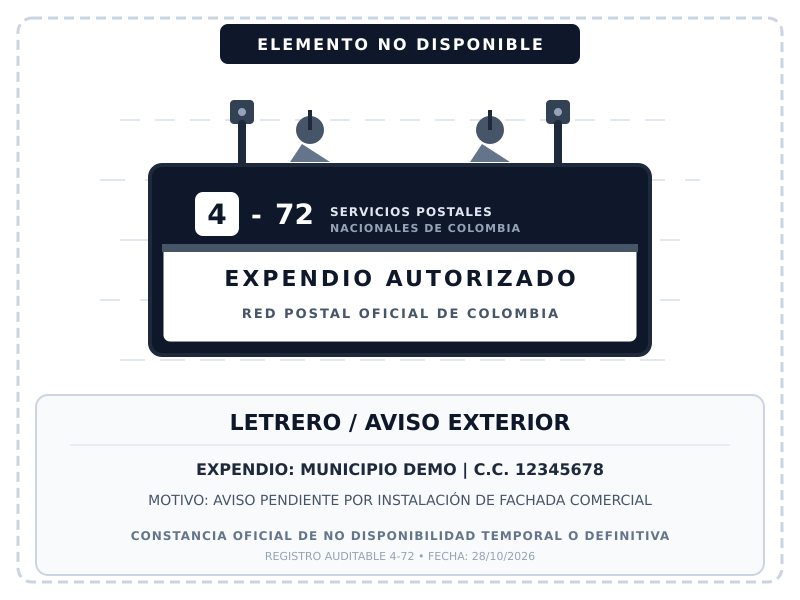 ELEMENTO NO DISPONIBLE
4 - 72 SERVICIOS POSTALES
NACIONALES DE COLOMBIA
EXPENDIO AUTORIZADO
RED POSTAL OFICIAL DE COLOMBIA
LETRERO / AVISO EXTERIOR
EXPENDIO: MUNICIPIO DEMO | C.C. 12345678
MOTIVO: AVISO PENDIENTE POR INSTALACIÓN DE FACHADA COMERCIAL
CONSTANCIA OFICIAL DE NO DISPONIBILIDAD TEMPORAL O DEFINITIVA
REGISTRO AUDITABLE 4-72 • FECHA: 28/10/2026